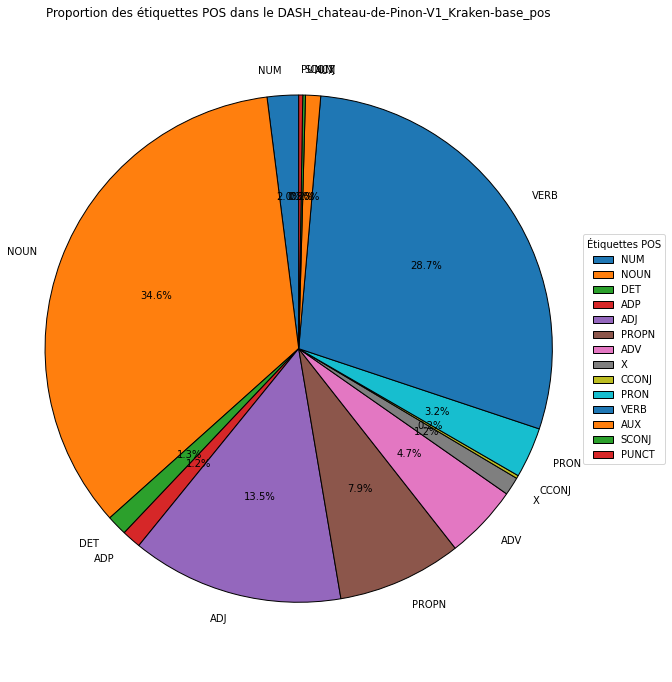 Proportion des étiquettes POS dans le DASH_chateau-de-Pinon-V1_Kraken-base_pos
NUM
VERB
NOUN
28.7%
34.6%
3.2%
1.3%
1.2%
1.2%
4.7%
13.5%
7.9%
PRON
CCONJ
X
DET
ADP
ADV
ADJ
PROPN
Étiquettes POS
NUM
NOUN
DET
ADP
ADJ
PROPN
ADV
X
CCONJ
PRON
VERB
AUX
SCONJ
PUNCT